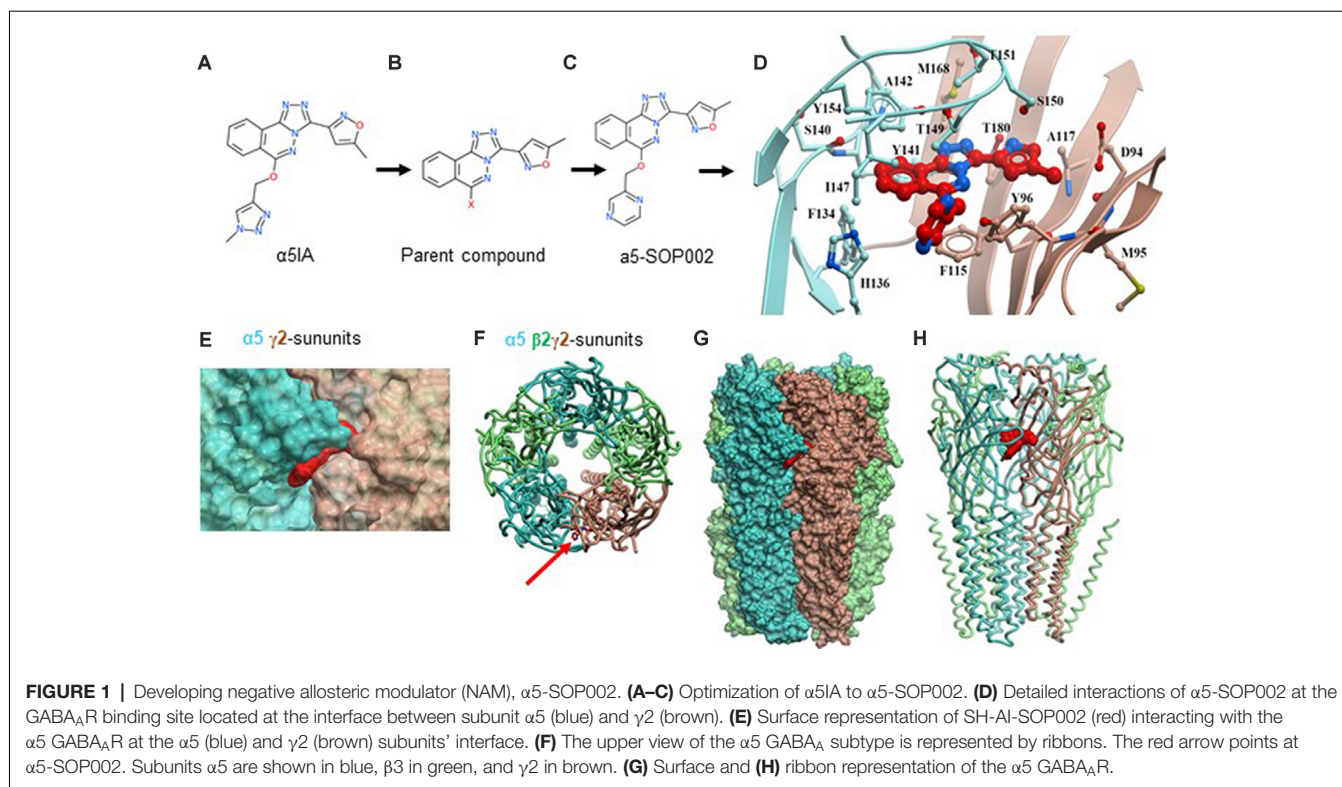 A
B
C
D
N N
N
N
N
N
O
O
N
N
N
N
α5IA
N N
N
N
N
N
O
X
Parent compound
N N
N
N
N
N
O
O
N
N
a5-SOP002
T151
M168
A142
S150
Y154
T149
T180
A117
S140
Y141
D94
I147
Y96
F134
F115
M95
H136
E α5 γ2-sununits
F α5 β2γ2-sununits
G
H
FIGURE 1 | Developing negative allosteric modulator (NAM), α5-SOP002. (A–C) Optimization of α5IA to α5-SOP002. (D) Detailed interactions of α5-SOP002 at the
GABAAR binding site located at the interface between subunit α5 (blue) and γ2 (brown). (E) Surface representation of SH-AI-SOP002 (red) interacting with the
α5 GABAAR at the α5 (blue) and γ2 (brown) subunits' interface. (F) The upper view of the α5 GABAA subtype is represented by ribbons. The red arrow points at
α5-SOP002. Subunits α5 are shown in blue, β3 in green, and γ2 in brown. (G) Surface and (H) ribbon representation of the α5 GABAAR.